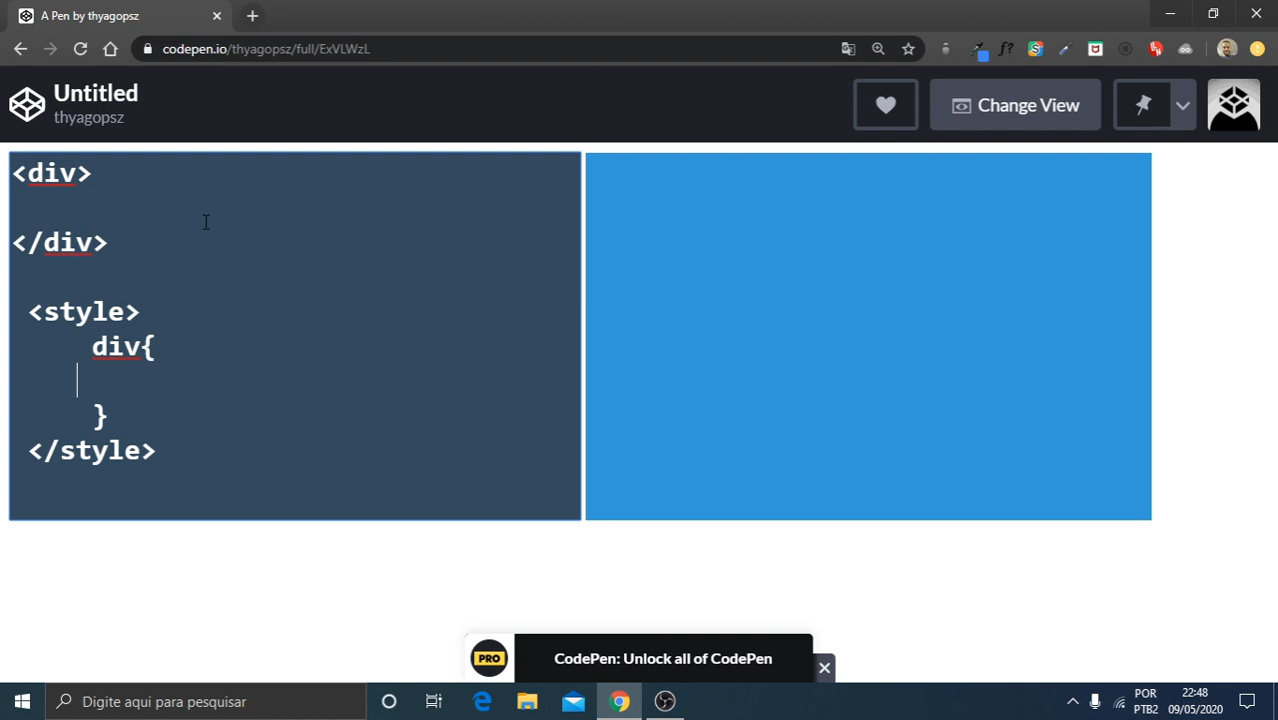 A Pen by thyagopsz
codepen.io/thyagopsz/full/ExVLWzL
f?
Untitled
thyagopsz
Change View
<div>
</div>
<style>
div{
}
</style>
PRO
CodePen: Unlock all of CodePen
Digite aqui para pesquisar
POR
PTB2
22:48
09/05/2020